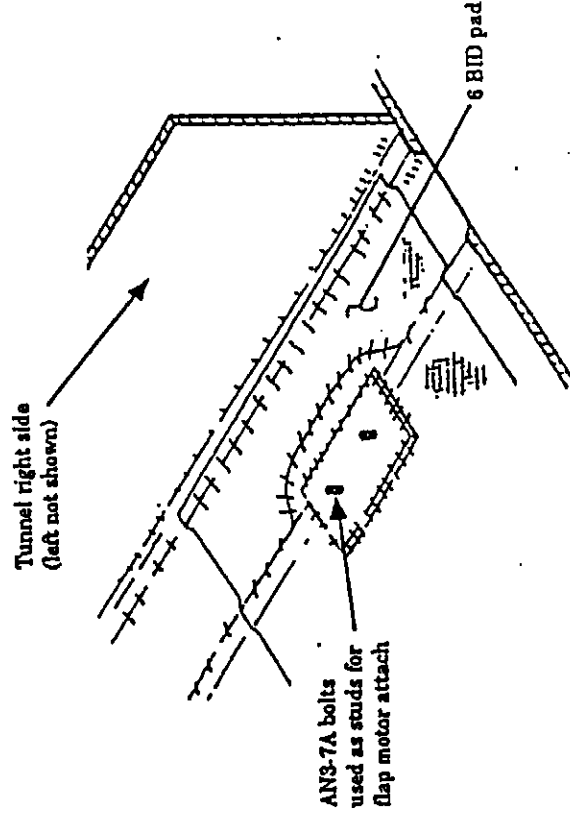 Tunnel right side
(left not shown)
6 BID pad
AN3-7A bolts
used as studs for
flap motor attach